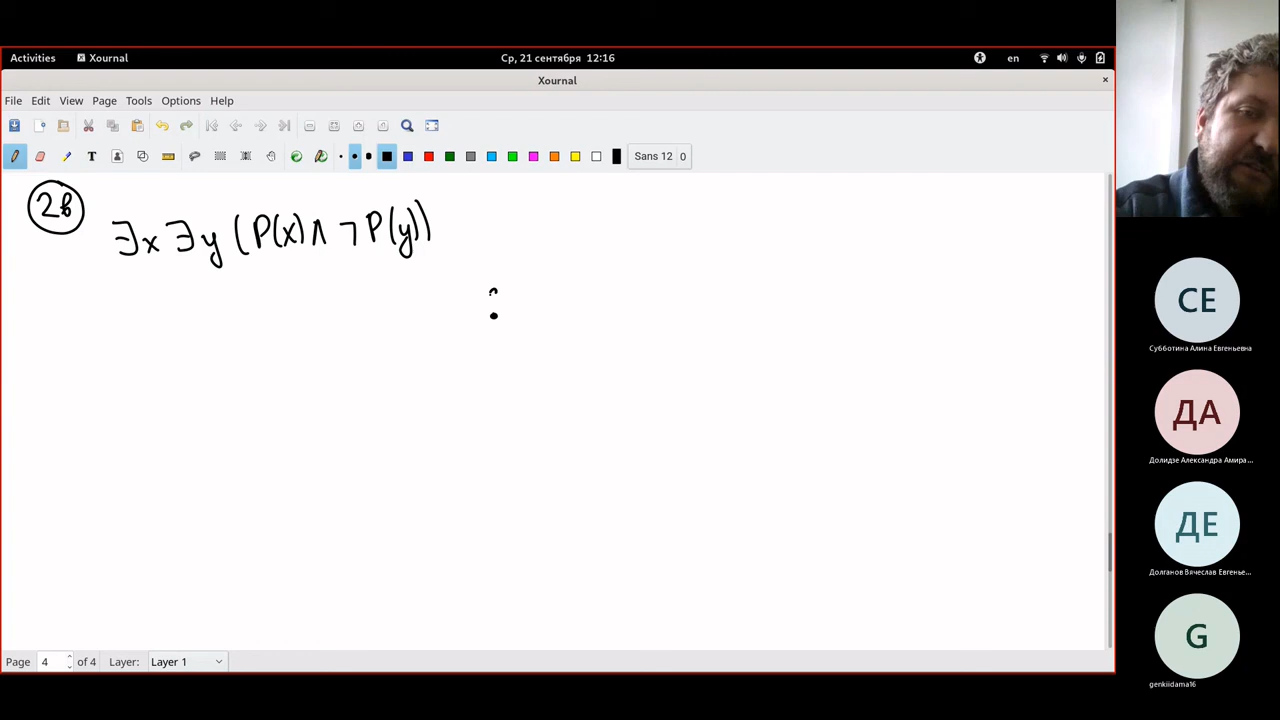 Activities Xournal Ср, 21 сентября 12:16 en
Xournal ×
File Edit View Page Tools Options Help
T Sans 12 0
2в ∃x ∃y (P(x) ∧ ¬P(y))
Page 4 of 4 Layer: Layer 1
СЕ
Субботина Алина Евгеньевна
ДА
Долидзе Александра Амира...
ДЕ
Долганов Вячеслав Евгенье...
G
genkiidama16